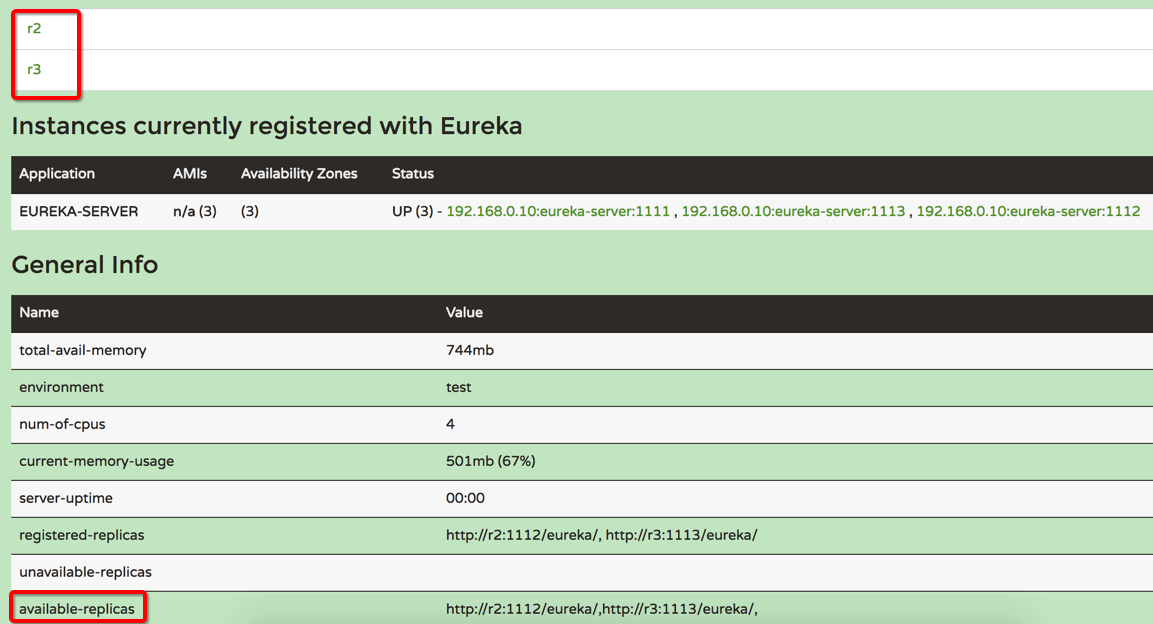 r2
r3
Instances currently registered with Eureka
Application AMIs Availability Zones Status
EUREKA-SERVER n/a (3) (3) UP (3) - 192.168.0.10:eureka-server:1111 , 192.168.0.10:eureka-server:1113 , 192.168.0.10:eureka-server:1112
General Info
Name Value
total-avail-memory 744mb
environment test
num-of-cpus 4
current-memory-usage 501mb (67%)
server-uptime 00:00
registered-replicas http://r2:1112/eureka/, http://r3:1113/eureka/
unavailable-replicas
available-replicas http://r2:1112/eureka/,http://r3:1113/eureka/,